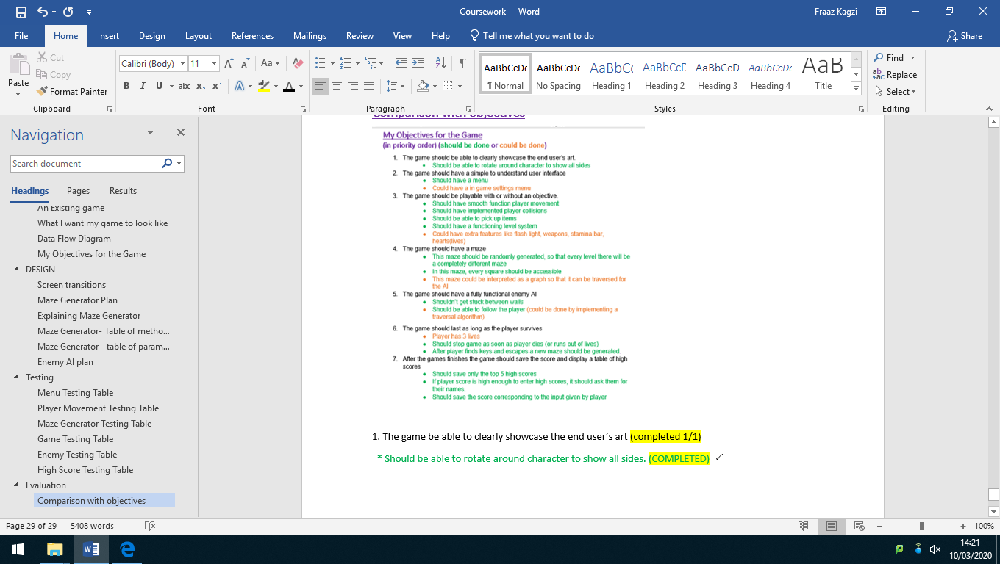 Coursework - Word
Fraaz Kagzi
File Home Insert Design Layout References Mailings Review View Help Tell me what you want to do Share
Paste
Cut
Copy
Format Painter
Clipboard
Calibri (Body) 11
Font
Paragraph
AaBbCcDc AaBbCcDc AaBbCc AaBbCcD AaBbCcD AaBbCcDc AaB
¶ Normal No Spacing Heading 1 Heading 2 Heading 3 Heading 4 Title
Styles
Find
Replace
Select
Editing
Navigation
Search document
Headings Pages Results
An Existing game
What I want my game to look like
Data Flow Diagram
My Objectives for the Game
DESIGN
Screen transitions
Maze Generator Plan
Explaining Maze Generator
Maze Generator- Table of metho...
Maze Generator - table of param...
Enemy AI plan
Testing
Menu Testing Table
Player Movement Testing Table
Maze Generator Testing Table
Game Testing Table
Enemy Testing Table
High Score Testing Table
Evaluation
Comparison with objectives
Comparison with Objectives
My Objectives for the Game
(in priority order) (should be done or could be done)
1. The game should be able to clearly showcase the end user's art.
• Should be able to rotate around character to show all sides
2. The game should have a simple to understand user interface
• Should have a menu
• Could have a in game settings menu
3. The game should be playable with or without an objective.
• Should have smooth function player movement
• Should have implemented player collisions
• Should be able to pick up items
• Should have a functioning level system
• Could have extra features like flash light, weapons, stamina bar,
hearts(lives)
4. The game should have a maze
• This maze should be randomly generated, so that every level there will be
a completely different maze
• In this maze, every square should be accessible
• This maze could be interpreted as a graph so that it can be traversed for
the AI
5. The game should have a fully functional enemy AI
• Shouldn't get stuck between walls
• Should be able to follow the player (could be done by implementing a
traversal algorithm)
6. The game should last as long as the player survives
• Player has 3 lives
• Should stop game as soon as player dies (or runs out of lives)
• After player finds keys and escapes a new maze should be generated.
7. After the games finishes the game should save the score and display a table of high
scores
• Should save only the top 5 high scores
• If player score is high enough to enter high scores, it should ask them for
their names.
• Should save the score corresponding to the input given by player
1. The game be able to clearly showcase the end user's art (completed 1/1)
* Should be able to rotate around character to show all sides. (COMPLETED) ✓
Page 29 of 29 5408 words
100%
14:21
10/03/2020